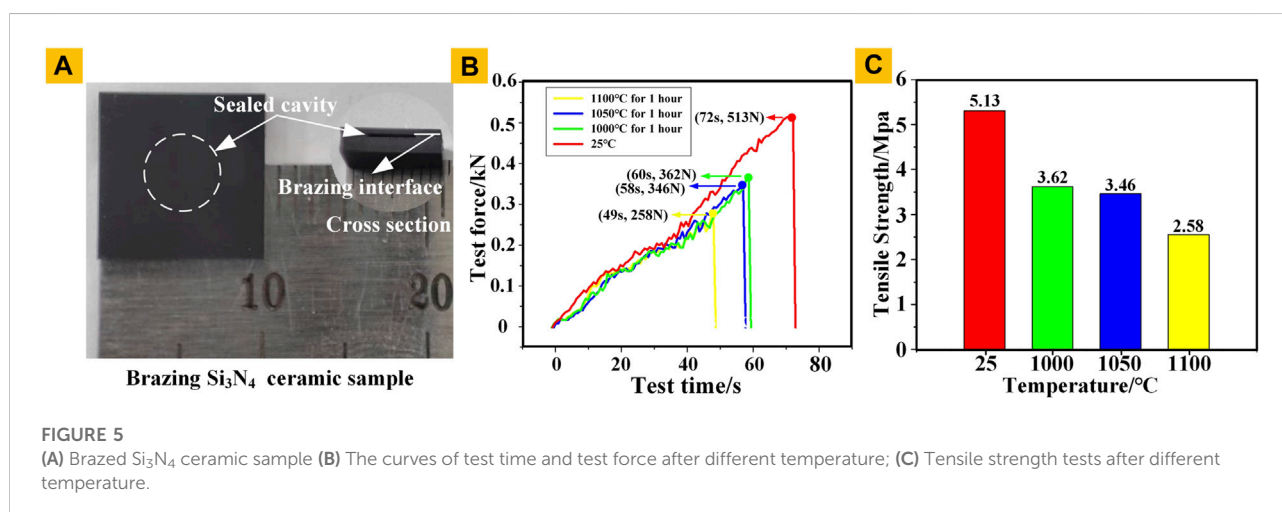 A
Sealed cavity
Brazing interface
Cross section
10
20
Brazing Si₃N₄ ceramic sample
B
0.6
0.5
0.4
0.3
0.2
0.1
0
Test force/kN
1100℃ for 1 hour
1050℃ for 1 hour
1000℃ for 1 hour
25℃
(72s, 513N)
(60s, 362N)
(58s, 346N)
(49s, 258N)
0 20 40 60 80
Test time/s
C
6
5
4
3
2
1
0
Tensile Strength/Mpa
5.13
3.62
3.46
2.58
25 1000 1050 1100
Temperature/℃
FIGURE 5
(A) Brazed Si₃N₄ ceramic sample (B) The curves of test time and test force after different temperature; (C) Tensile strength tests after different
temperature.